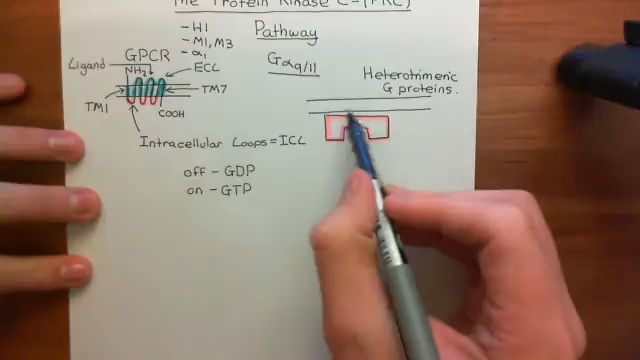 The Protein Kinase C-(PKC)
Pathway
- H1
- M1, M3
- α1
Gαq/11
Heterotrimeric
G proteins.
GPCR
Ligand
NH2
ECL
TM7
TM1
COOH
Intracellular Loops = ICL
off - GDP
on - GTP